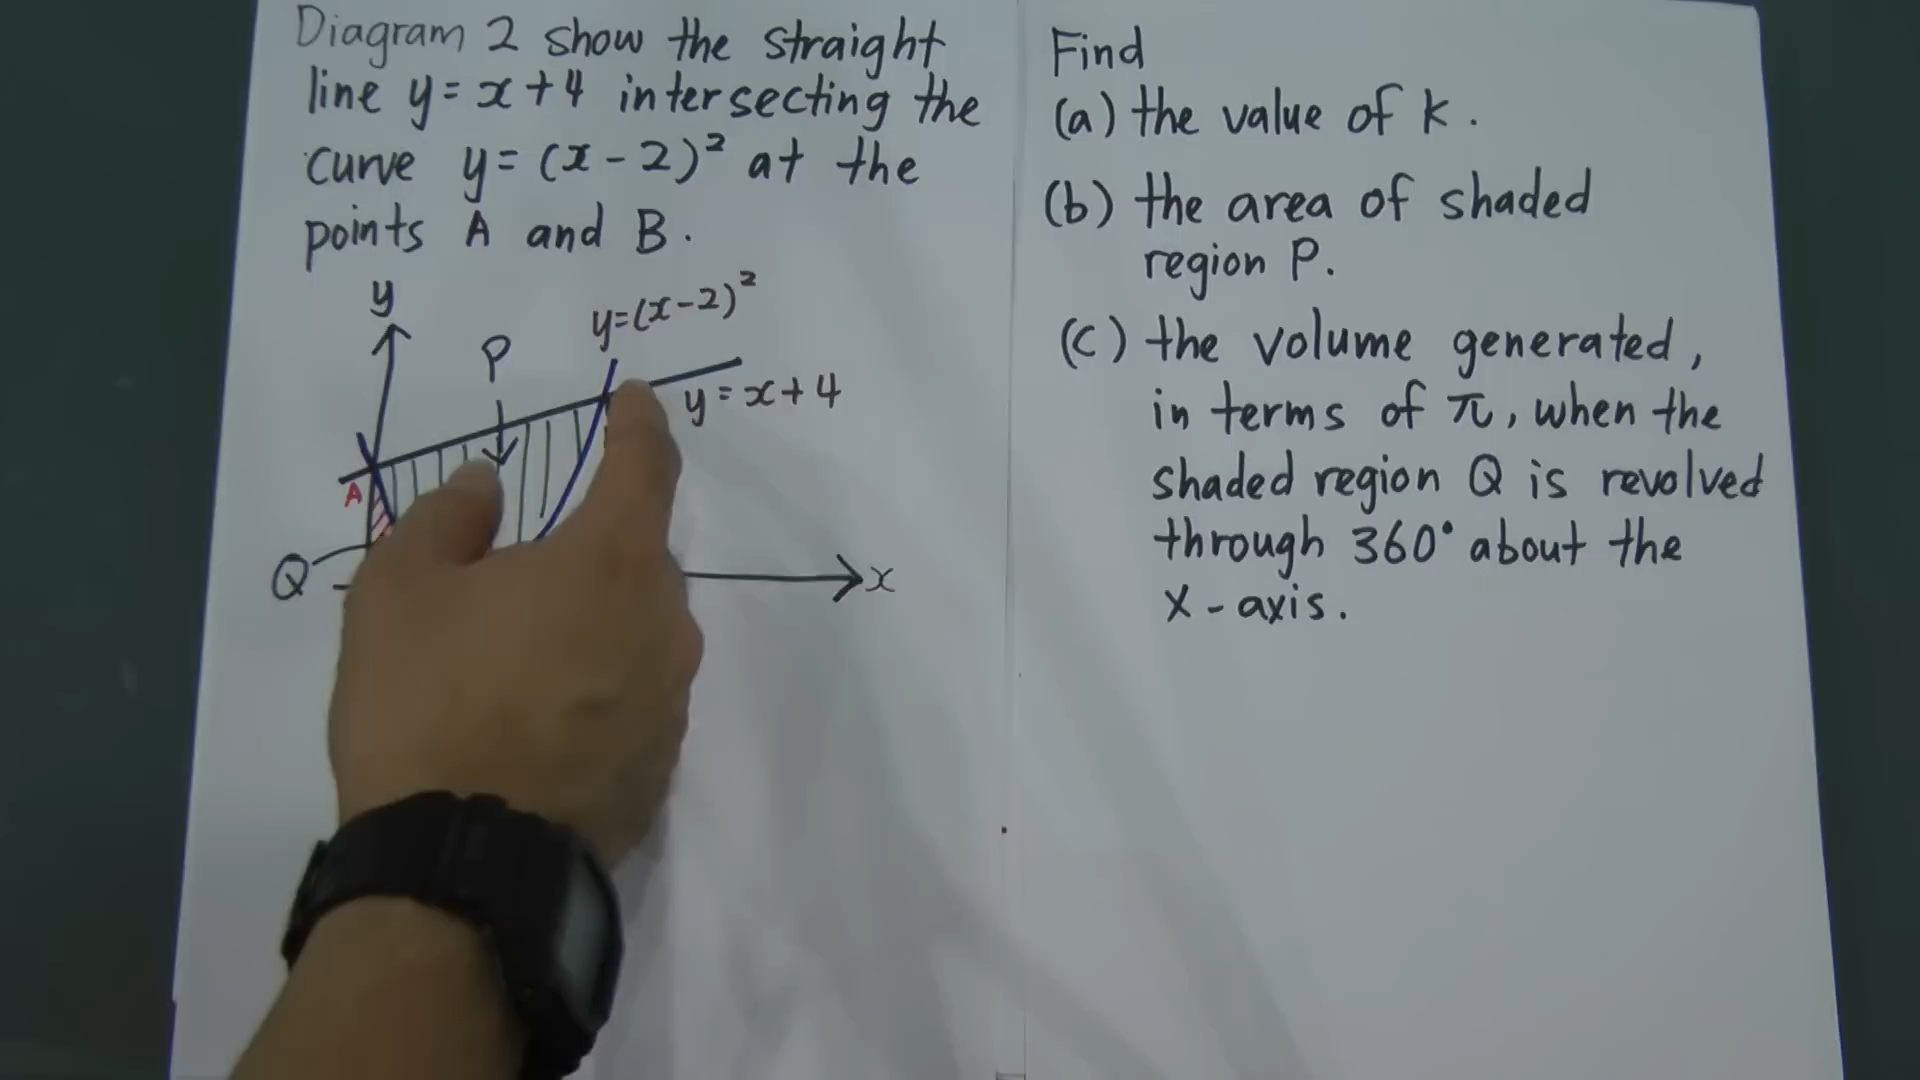 Diagram 2 show the straight
line y = x + 4 intersecting the
curve y = (x - 2)² at the
points A and B.
y
y=(x-2)²
P
y = x + 4
A
Q
x
Find
(a) the value of k.
(b) the area of shaded
region P.
(c) the volume generated,
in terms of π, when the
shaded region Q is revolved
through 360° about the
x-axis.